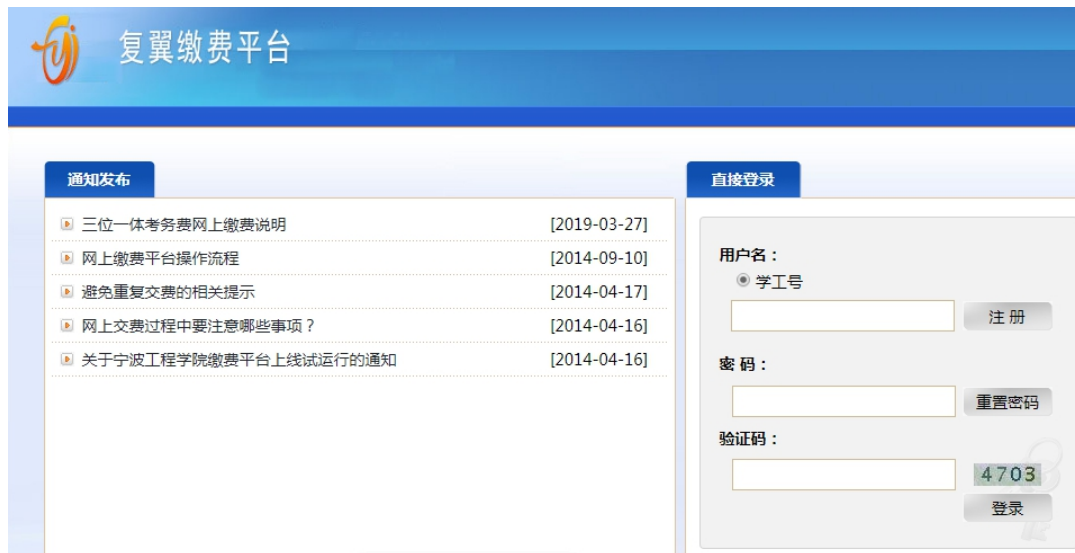 复翼缴费平台
通知发布
三位一体考务费网上缴费说明 [2019-03-27]
网上缴费平台操作流程 [2014-09-10]
避免重复交费的相关提示 [2014-04-17]
网上交费过程中要注意哪些事项？ [2014-04-16]
关于宁波工程学院缴费平台上线试运行的通知 [2014-04-16]
直接登录
用户名：
学工号
注 册
密 码：
重置密码
验证码：
4703
登录